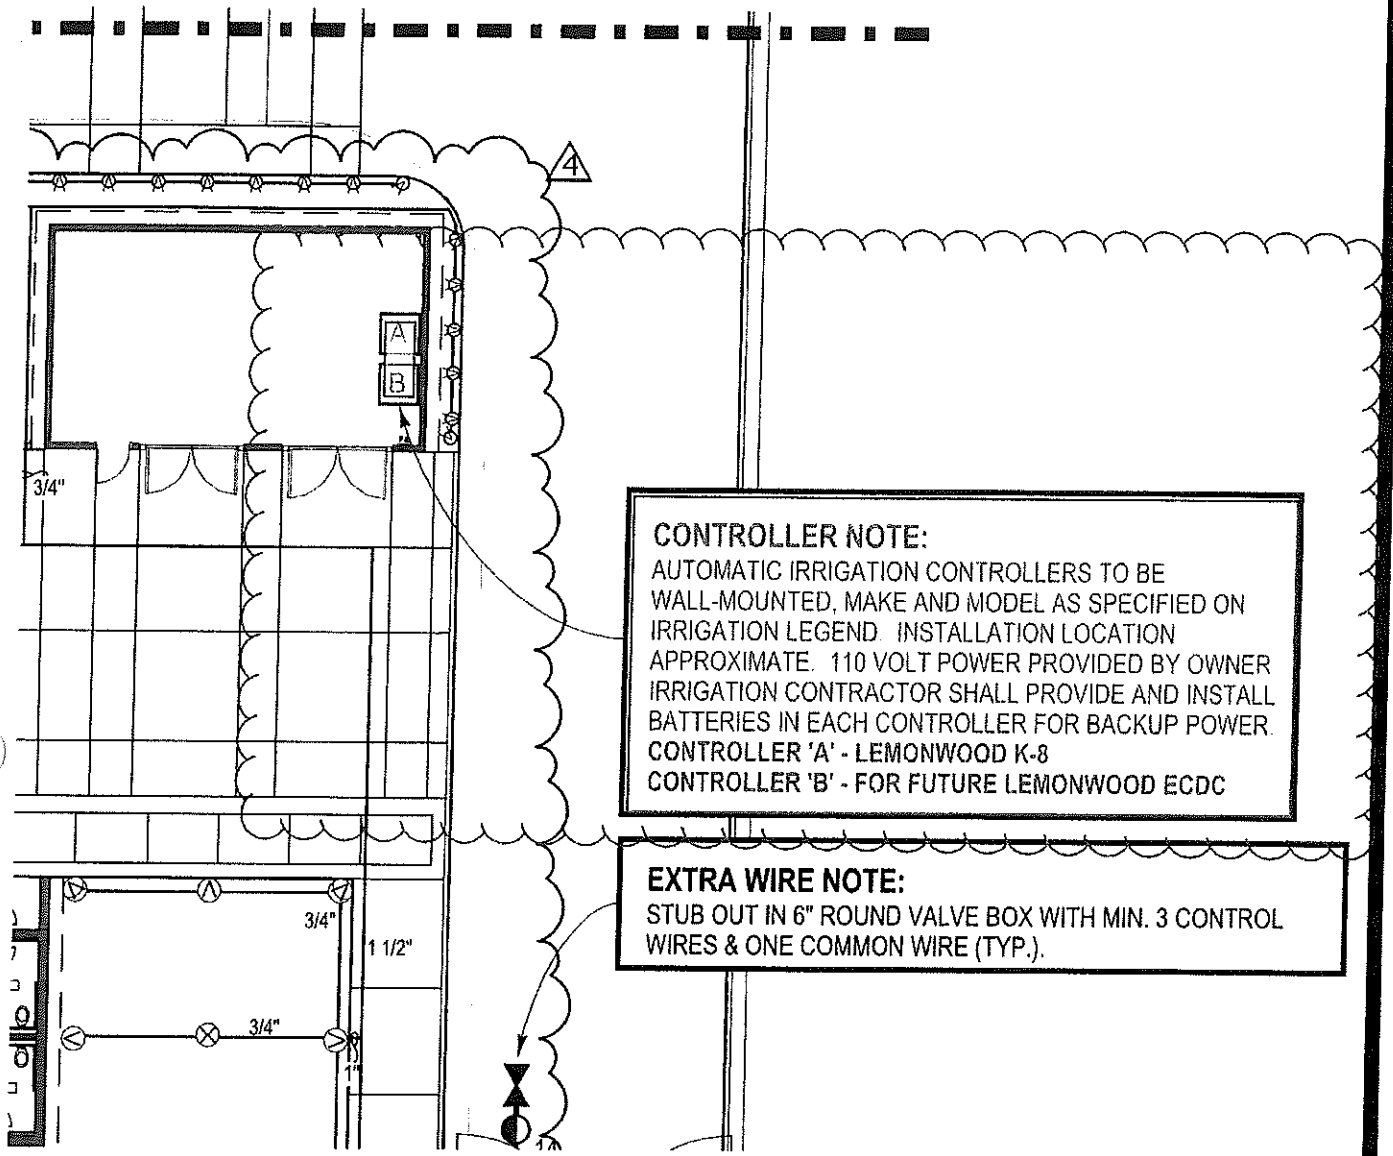 4
A
B
3/4"
CONTROLLER NOTE:
AUTOMATIC IRRIGATION CONTROLLERS TO BE
WALL-MOUNTED, MAKE AND MODEL AS SPECIFIED ON
IRRIGATION LEGEND. INSTALLATION LOCATION
APPROXIMATE. 110 VOLT POWER PROVIDED BY OWNER
IRRIGATION CONTRACTOR SHALL PROVIDE AND INSTALL
BATTERIES IN EACH CONTROLLER FOR BACKUP POWER.
CONTROLLER 'A' - LEMONWOOD K-8
CONTROLLER 'B' - FOR FUTURE LEMONWOOD ECDC
EXTRA WIRE NOTE:
STUB OUT IN 6" ROUND VALVE BOX WITH MIN. 3 CONTROL
WIRES & ONE COMMON WIRE (TYP.).
3/4"
1 1/2"
3/4"
1"